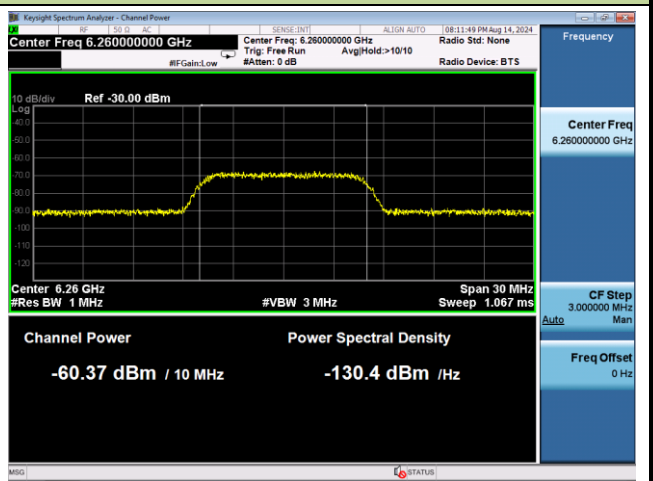 Keysight Spectrum Analyzer - Channel Power
RF 50 Ω AC SENSE:INT ALIGN AUTO 08:11:49 PM Aug 14, 2024
Center Freq 6.260000000 GHz
Center Freq: 6.260000000 GHz
Radio Std: None
Trig: Free Run Avg|Hold:>10/10
#IFGain:Low #Atten: 0 dB Radio Device: BTS
Frequency
10 dB/div Ref -30.00 dBm
Log
-40.0
-50.0
-60.0
-70.0
-80.0
-90.0
-100
-110
-120
Center Freq
6.260000000 GHz
Center 6.26 GHz Span 30 MHz
#Res BW 1 MHz #VBW 3 MHz Sweep 1.067 ms
CF Step
3.000000 MHz
Auto Man
Channel Power Power Spectral Density
-60.37 dBm / 10 MHz -130.4 dBm /Hz
Freq Offset
0 Hz
MSG STATUS